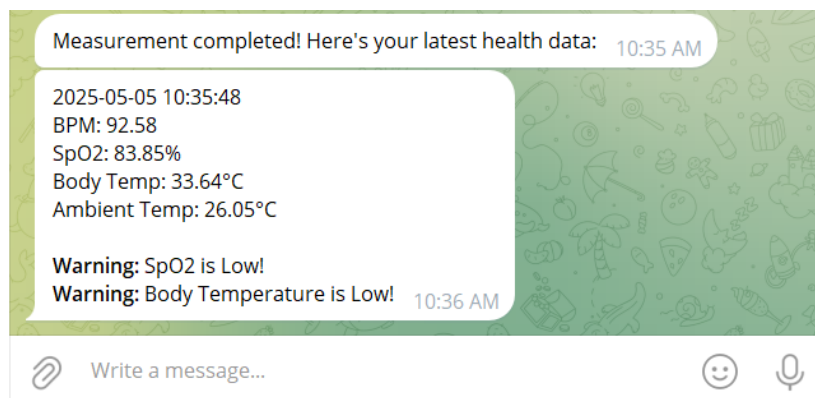 Measurement completed! Here's your latest health data: 10:35 AM
2025-05-05 10:35:48
BPM: 92.58
SpO2: 83.85%
Body Temp: 33.64°C
Ambient Temp: 26.05°C
Warning: SpO2 is Low!
Warning: Body Temperature is Low! 10:36 AM
Write a message...